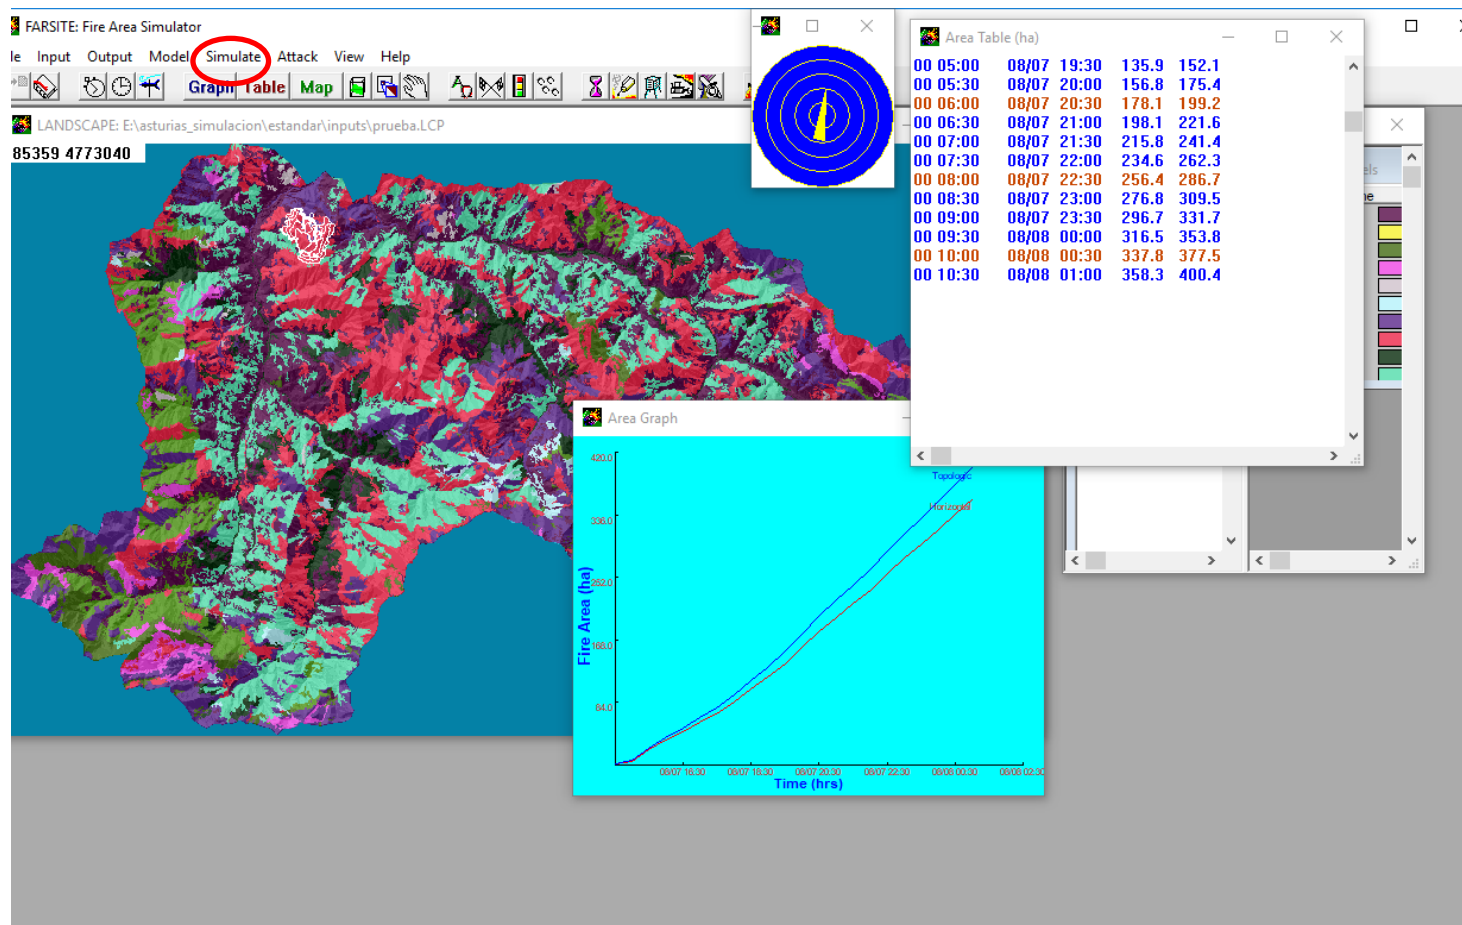 FARSITE: Fire Area Simulator
le Input Output Model Simulate Attack View Help
Graph Table Map
LANDSCAPE: E:\asturias_simulacion\estandar\inputs\prueba.LCP
85359 4773040
Area Table (ha)
00 05:00 08/07 19:30 135.9 152.1
00 05:30 08/07 20:00 156.8 175.4
00 06:00 08/07 20:30 178.1 199.2
00 06:30 08/07 21:00 198.1 221.6
00 07:00 08/07 21:30 215.8 241.4
00 07:30 08/07 22:00 234.6 262.3
00 08:00 08/07 22:30 256.4 286.7
00 08:30 08/07 23:00 276.8 309.5
00 09:00 08/07 23:30 296.7 331.7
00 09:30 08/08 00:00 316.5 353.8
00 10:00 08/08 00:30 337.8 377.5
00 10:30 08/08 01:00 358.3 400.4
els
ne
Area Graph
420.0
336.0
252.0
168.0
84.0
Fire Area (ha)
Topologic
Horizontal
08/07 16:30 08/07 18:30 08/07 20:30 08/07 22:30 08/08 00:30 08/08 02:30
Time (hrs)